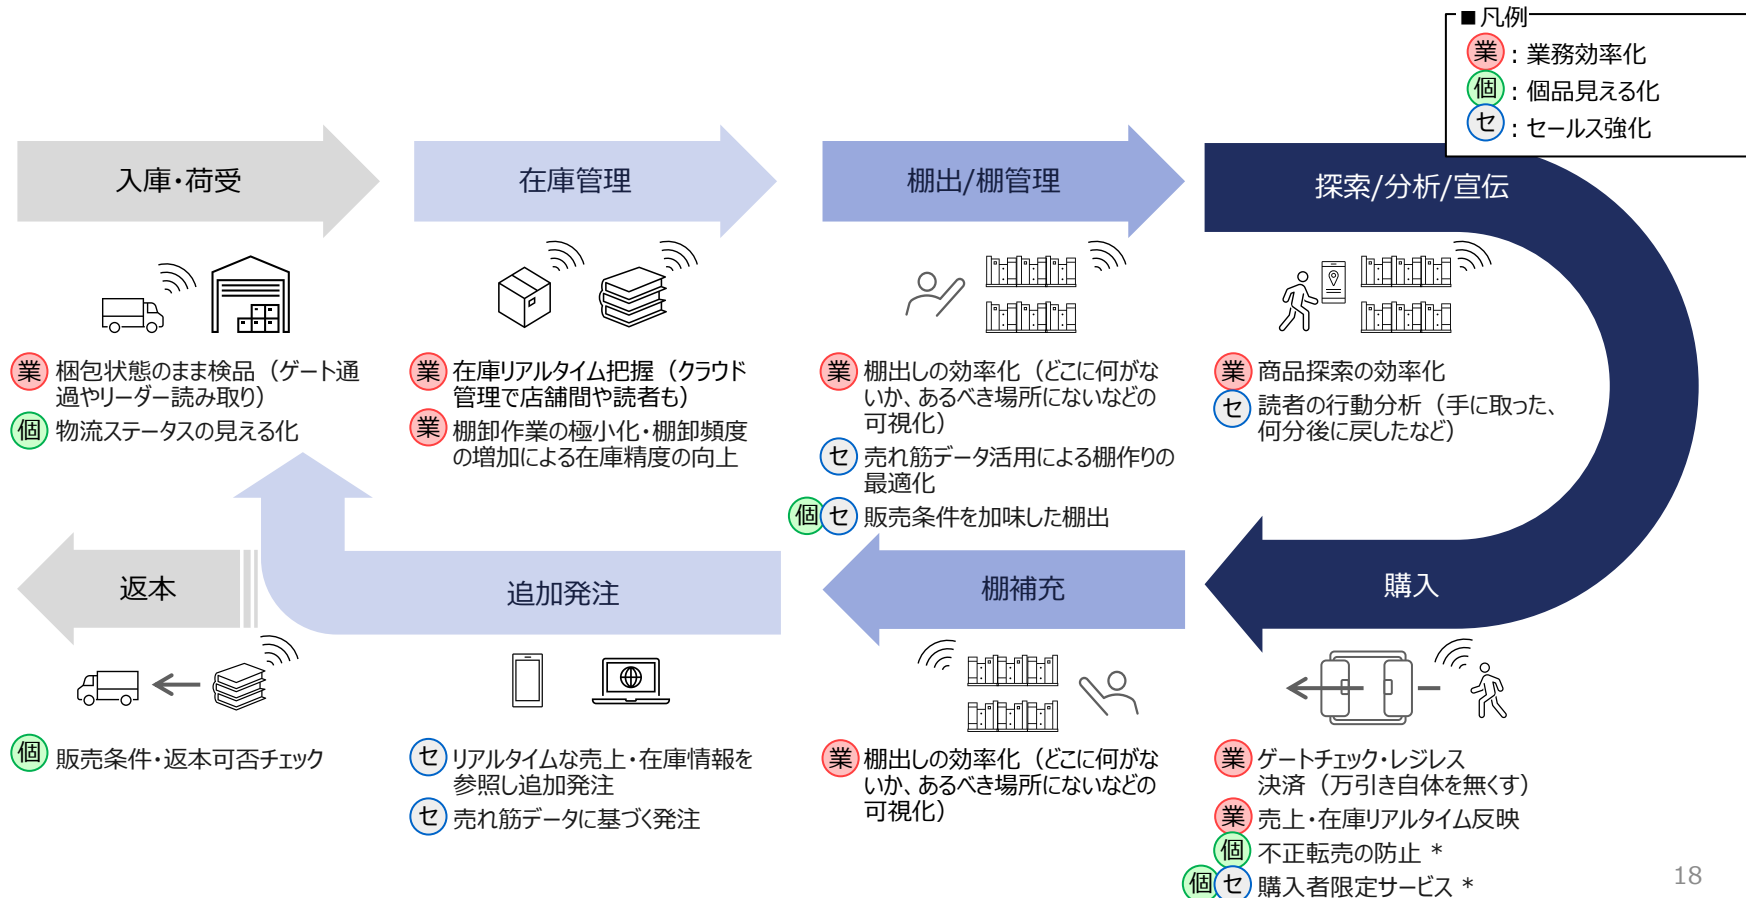 ■凡例
業：業務効率化
個：個品見える化
セ：セールス強化
入庫・荷受
在庫管理
棚出/棚管理
探索/分析/宣伝
業 梱包状態のまま検品（ゲート通
過やリーダー読み取り）
個 物流ステータスの見える化
業 在庫リアルタイム把握（クラウド
管理で店舗間や読者も）
業 棚卸作業の極小化・棚卸頻度
の増加による在庫精度の向上
業 棚出しの効率化（どこに何がな
いか、あるべき場所にないなどの
可視化）
セ 売れ筋データ活用による棚作りの
最適化
個セ 販売条件を加味した棚出
業 商品探索の効率化
セ 読者の行動分析（手に取った、
何分後に戻したなど）
返本
追加発注
棚補充
購入
個 販売条件・返本可否チェック
セ リアルタイムな売上・在庫情報を
参照し追加発注
セ 売れ筋データに基づく発注
業 棚出しの効率化（どこに何がな
いか、あるべき場所にないなどの
可視化）
業 ゲートチェック・レジレス
決済（万引き自体を無くす）
業 売上・在庫リアルタイム反映
個 不正転売の防止 *
個セ 購入者限定サービス *
18